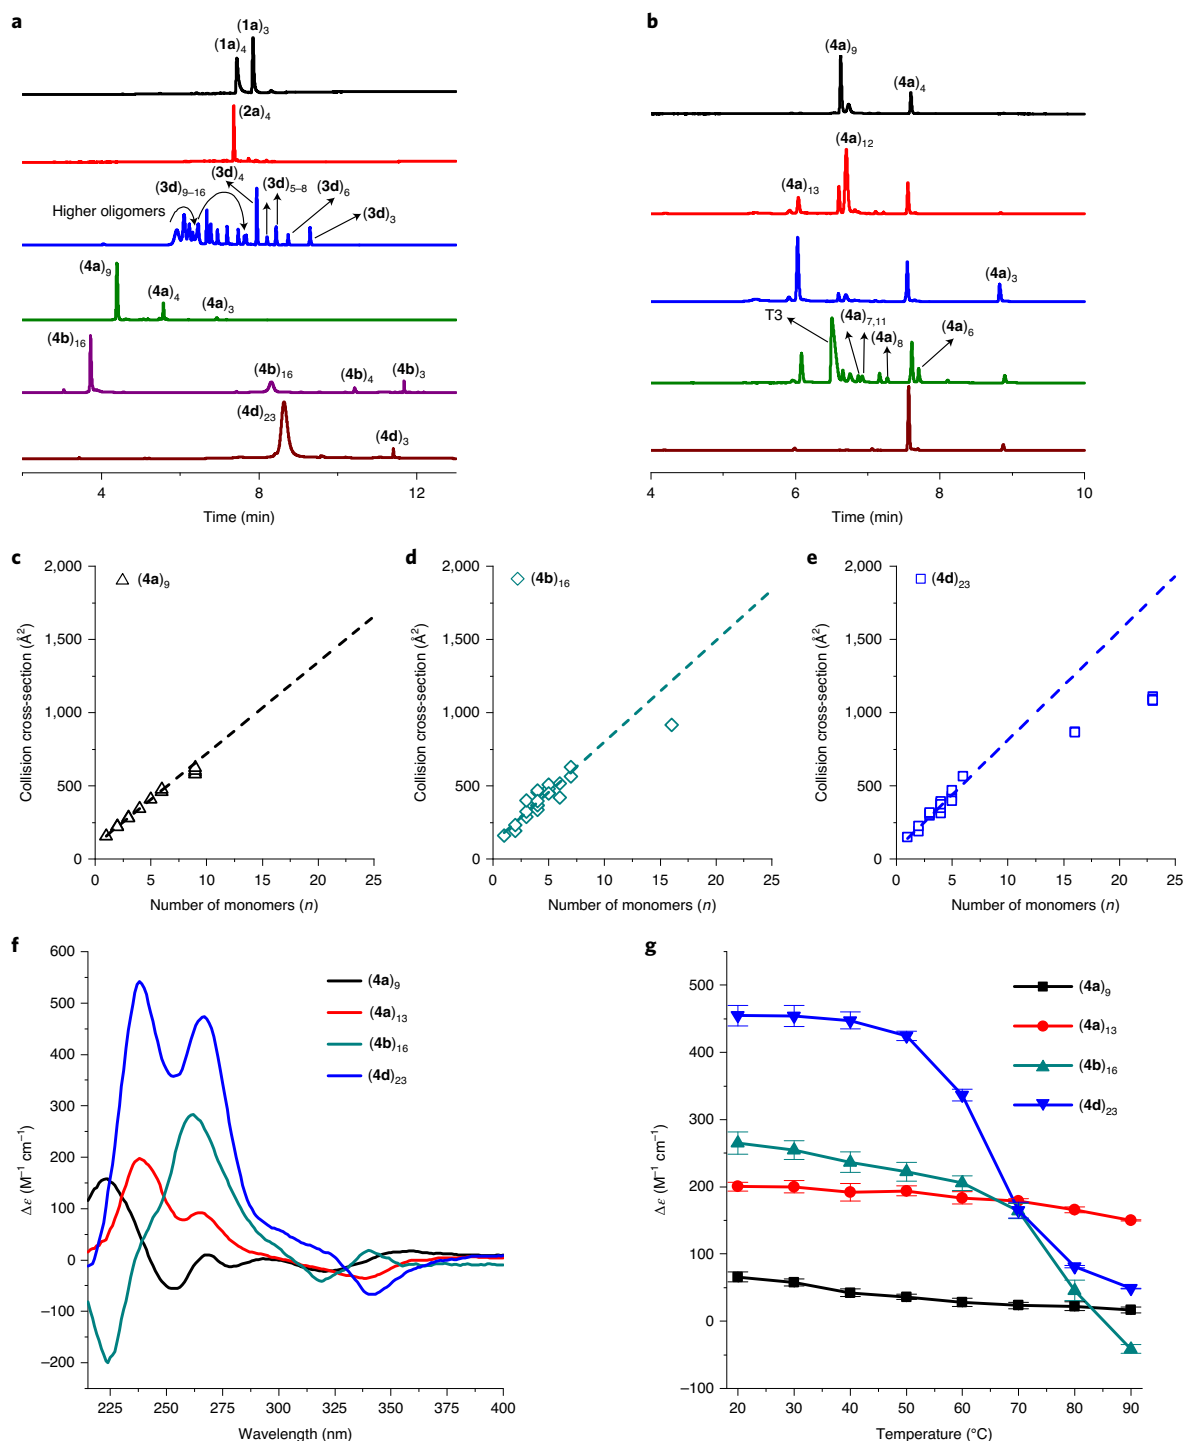 a
(1a)3
(1a)4
(2a)4
(3d)4
(3d)9–16
(3d)5–8
(3d)6
(3d)3
Higher oligomers
(4a)9
(4a)4
(4a)3
(4b)16
(4b)16
(4b)4
(4b)3
(4d)23
(4d)3
4
8
12
Time (min)
b
(4a)9
(4a)4
(4a)12
(4a)13
(4a)3
T3
(4a)7,11
(4a)8
(4a)6
4
6
8
10
Time (min)
c
2,000
1,500
1,000
500
0
(4a)9
Collision cross-section (Å2)
0
5
10
15
20
25
Number of monomers (n)
d
2,000
1,500
1,000
500
0
(4b)16
Collision cross-section (Å2)
0
5
10
15
20
25
Number of monomers (n)
e
2,000
1,500
1,000
500
0
(4d)23
Collision cross-section (Å2)
0
5
10
15
20
25
Number of monomers (n)
f
600
500
400
300
200
100
0
–100
–200
Δε (M–1 cm–1)
(4a)9
(4a)13
(4b)16
(4d)23
225
250
275
300
325
350
375
400
Wavelength (nm)
g
500
400
300
200
100
0
–100
Δε (M–1 cm–1)
(4a)9
(4a)13
(4b)16
(4d)23
20
30
40
50
60
70
80
90
Temperature (°C)